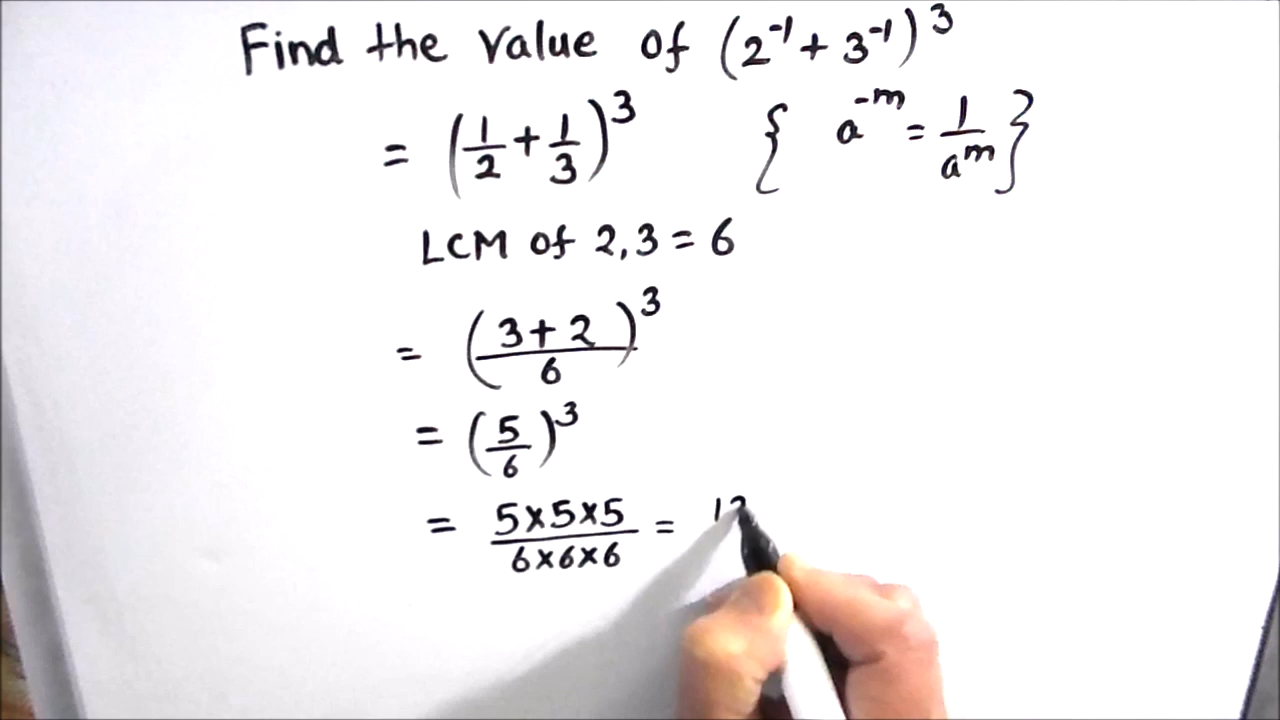 Find the value of (2⁻¹ + 3⁻¹)³
= (1/2 + 1/3)³ { a⁻ᵐ = 1/aᵐ }
LCM of 2,3 = 6
= (3+2/6)³
= (5/6)³
= 5×5×5/6×6×6 = 12